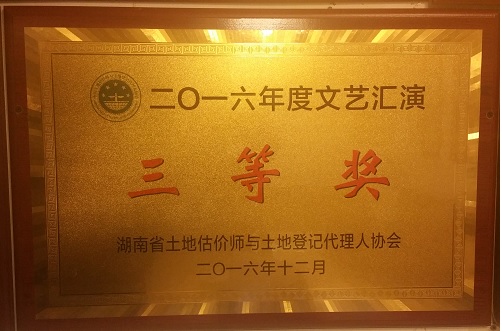 二〇一六年度文艺汇演
三等奖
湖南省土地估价师与土地登记代理人协会
二〇一六年十二月